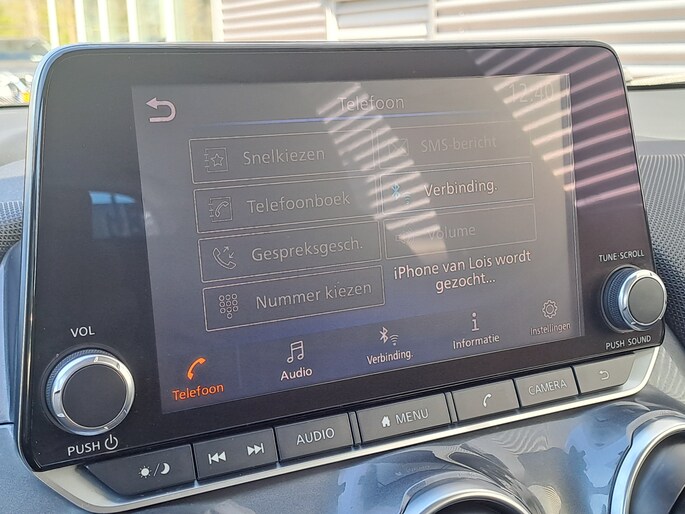 Telefoon
12:40
Snelkiezen
SMS-bericht
Telefoonboek
Verbinding.
Gespreksgesch.
Volume
Nummer kiezen
iPhone van Lois wordt
gezocht...
Telefoon
Audio
Verbinding.
Informatie
Instellingen
VOL
PUSH
TUNE·SCROLL
PUSH SOUND
AUDIO
MENU
CAMERA